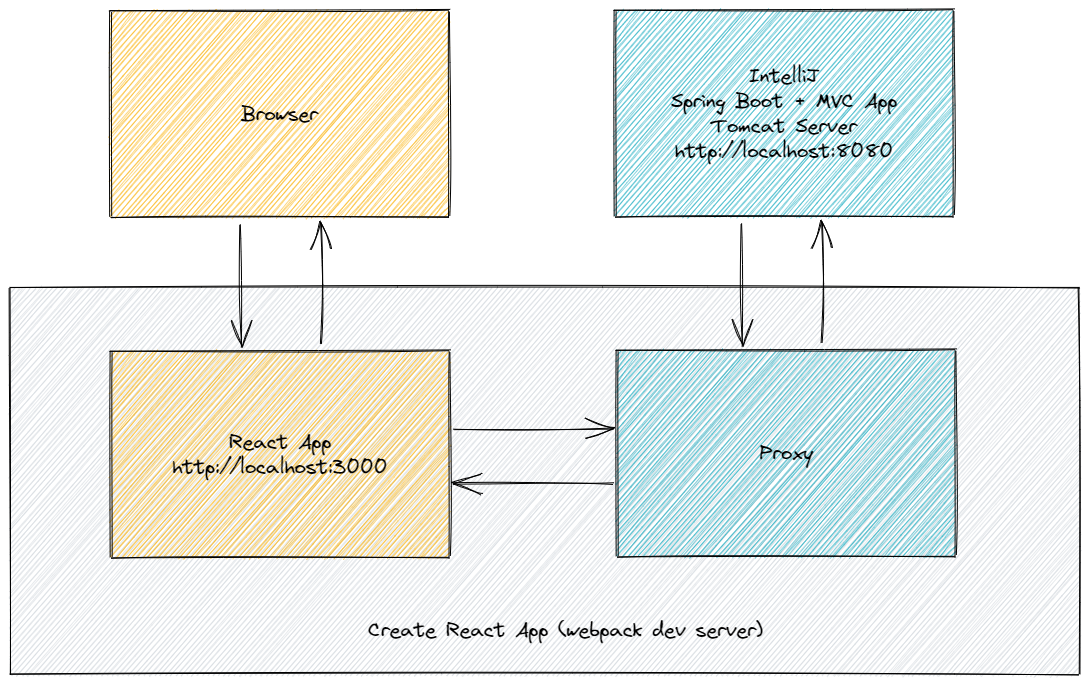 Browser
IntelliJ
Spring Boot + MVC App
Tomcat Server
http://localhost:8080
React App
http://localhost:3000
Proxy
Create React App (webpack dev server)